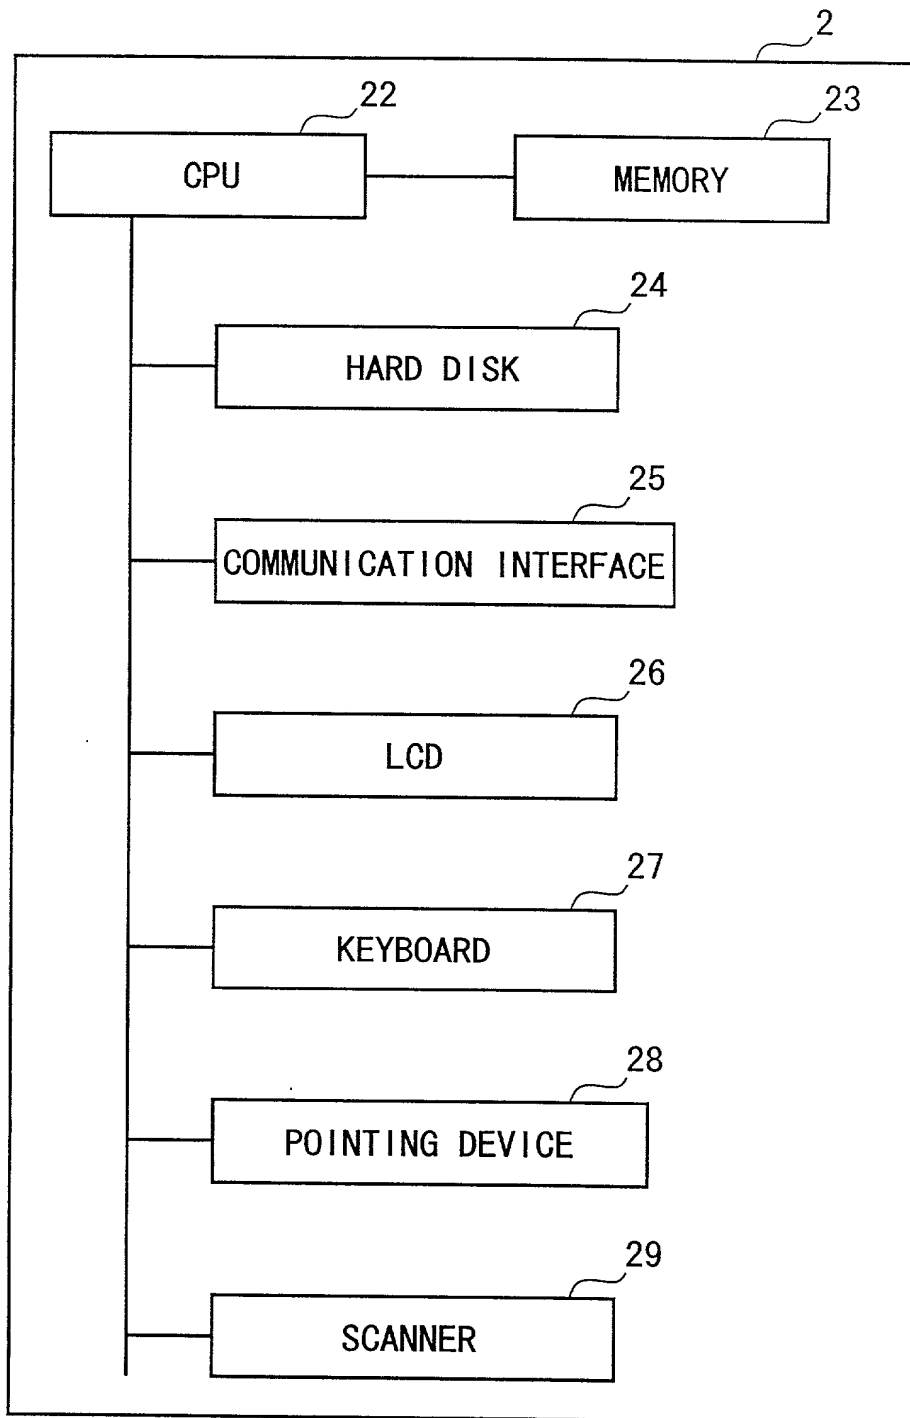 2
22
23
CPU
MEMORY
24
HARD DISK
25
COMMUNICATION INTERFACE
26
LCD
27
KEYBOARD
28
POINTING DEVICE
29
SCANNER